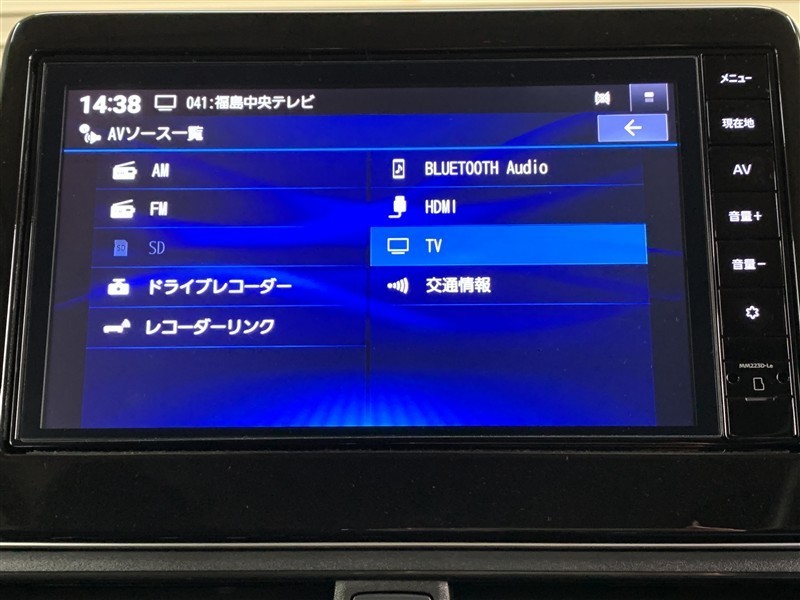 14:38 041:福島中央テレビ
AVソース一覧
AM
FM
SD
ドライブレコーダー
レコーダーリンク
BLUETOOTH Audio
HDMI
TV
交通情報
メニュー
現在地
AV
音量+
音量-
MM223D-Le